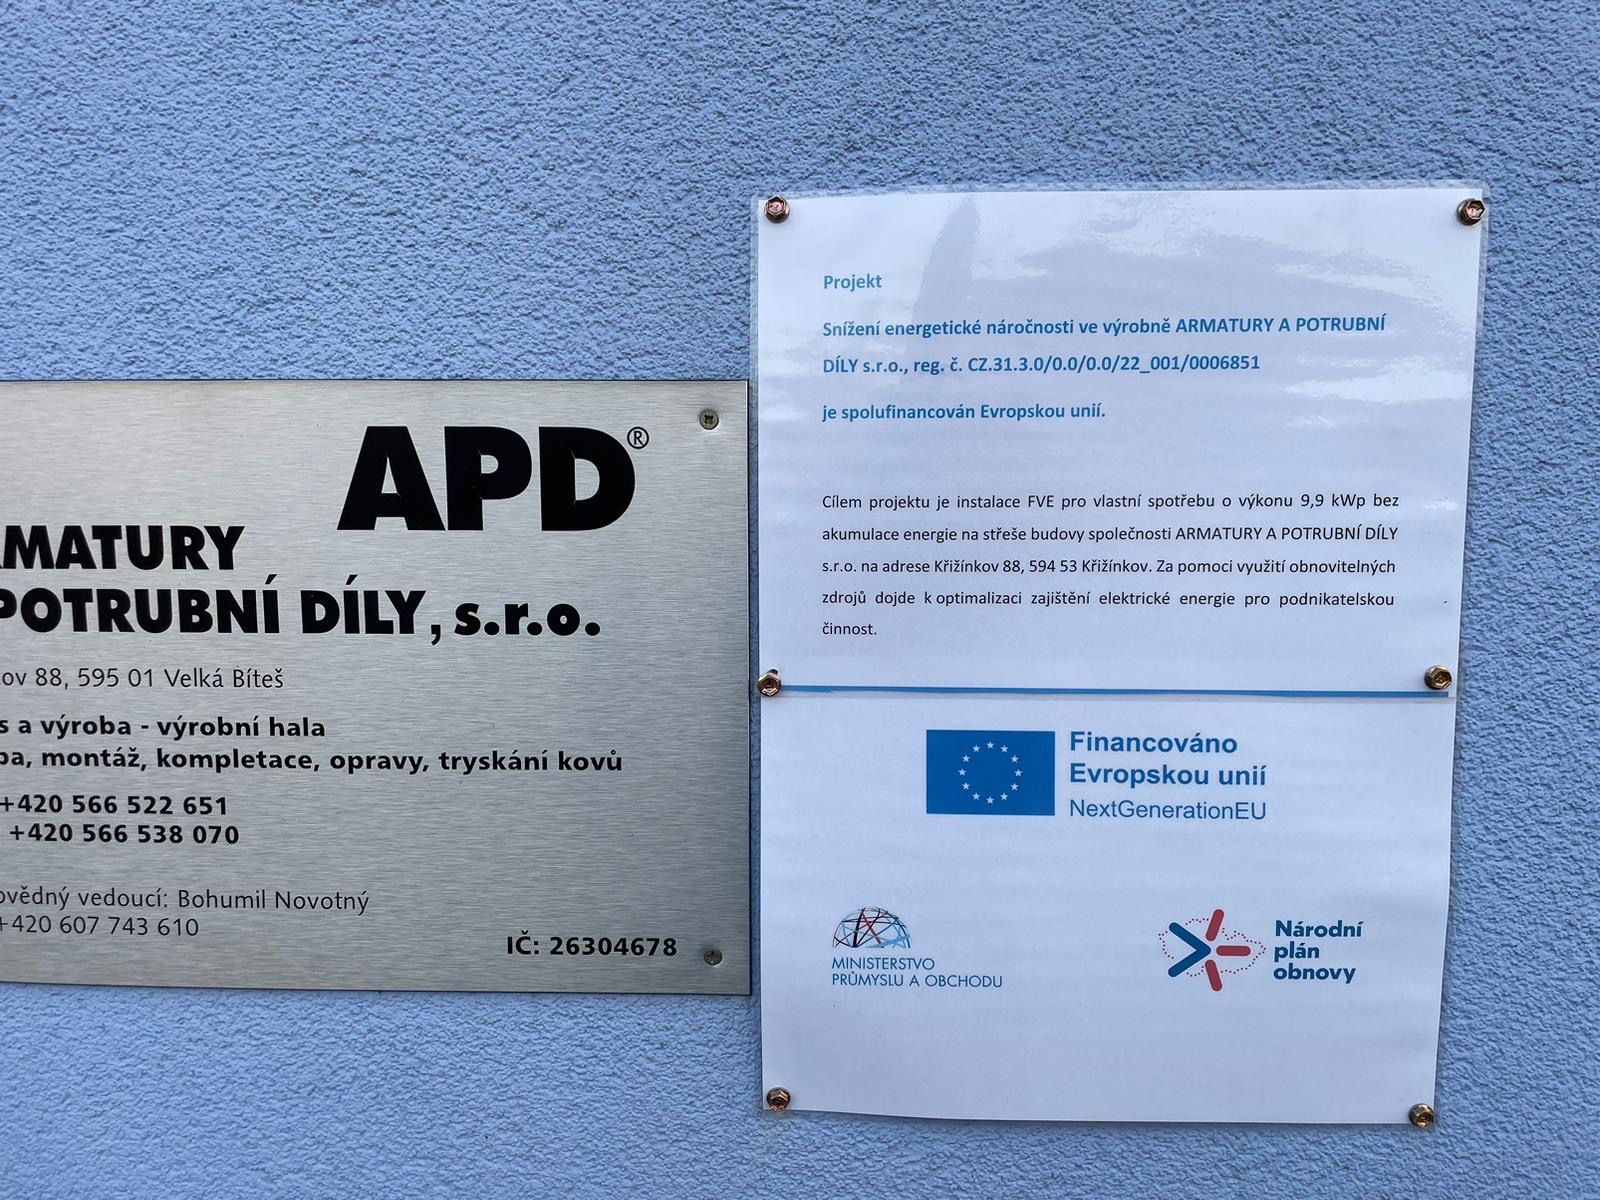 APD®
RMATURY
POTRUBNÍ DÍLY, s.r.o.
ov 88, 595 01 Velká Bíteš
s a výroba - výrobní hala
ba, montáž, kompletace, opravy, tryskání kovů
+420 566 522 651
+420 566 538 070
ovědný vedoucí: Bohumil Novotný
+420 607 743 610
IČ: 26304678
Projekt
Snížení energetické náročnosti ve výrobně ARMATURY A POTRUBNÍ
DÍLY s.r.o., reg. č. CZ.31.3.0/0.0/0.0/22_001/0006851
je spolufinancován Evropskou unií.
Cílem projektu je instalace FVE pro vlastní spotřebu o výkonu 9,9 kWp bez
akumulace energie na střeše budovy společnosti ARMATURY A POTRUBNÍ DÍLY
s.r.o. na adrese Křižínkov 88, 594 53 Křižínkov. Za pomoci využití obnovitelných
zdrojů dojde k optimalizaci zajištění elektrické energie pro podnikatelskou
činnost.
Financováno
Evropskou unií
NextGenerationEU
MINISTERSTVO
PRŮMYSLU A OBCHODU
Národní
plán
obnovy